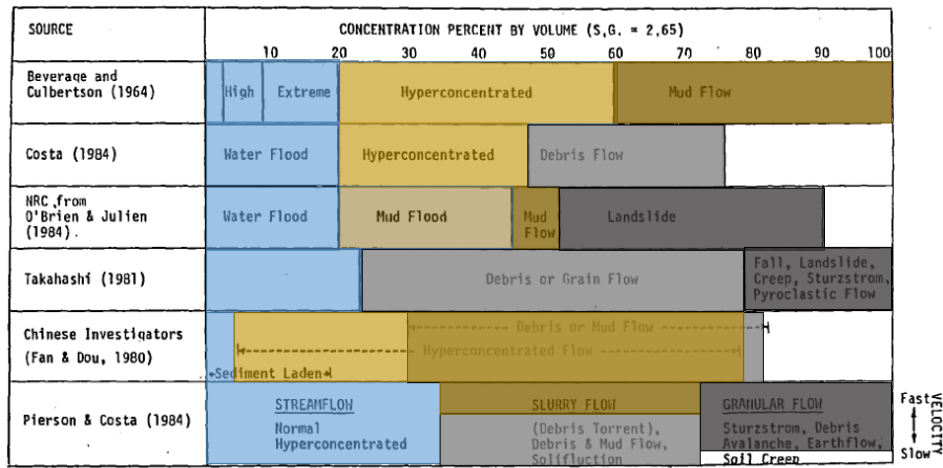 SOURCE
CONCENTRATION PERCENT BY VOLUME (S.G. = 2.65)
10 20 30 40 50 60 70 80 90 100
Beverage and
Culbertson (1964)
High Extreme Hyperconcentrated Mud Flow
Costa (1984)
Water Flood Hyperconcentrated Debris Flow
NRC from
O'Brien & Julien
(1984).
Water Flood Mud Flood Mud
Flow
Landslide
Takahashi (1981)
Debris or Grain Flow
Fall, Landslide,
Creep, Sturzstrom,
Pyroclastic Flow
Chinese Investigators
(Fan & Dou, 1980)
Debris or Mud Flow
Hyperconcentrated Flow
Sediment Laden
Pierson & Costa (1984)
STREAMFLOW
Normal
Hyperconcentrated
SLURRY FLOW
(Debris Torrent),
Debris & Mud Flow,
Solifluction
GRANULAR FLOW
Sturzstrom, Debris
Avalanche, Earthflow,
Soil Creep
Fast
Slow
VELOCITY